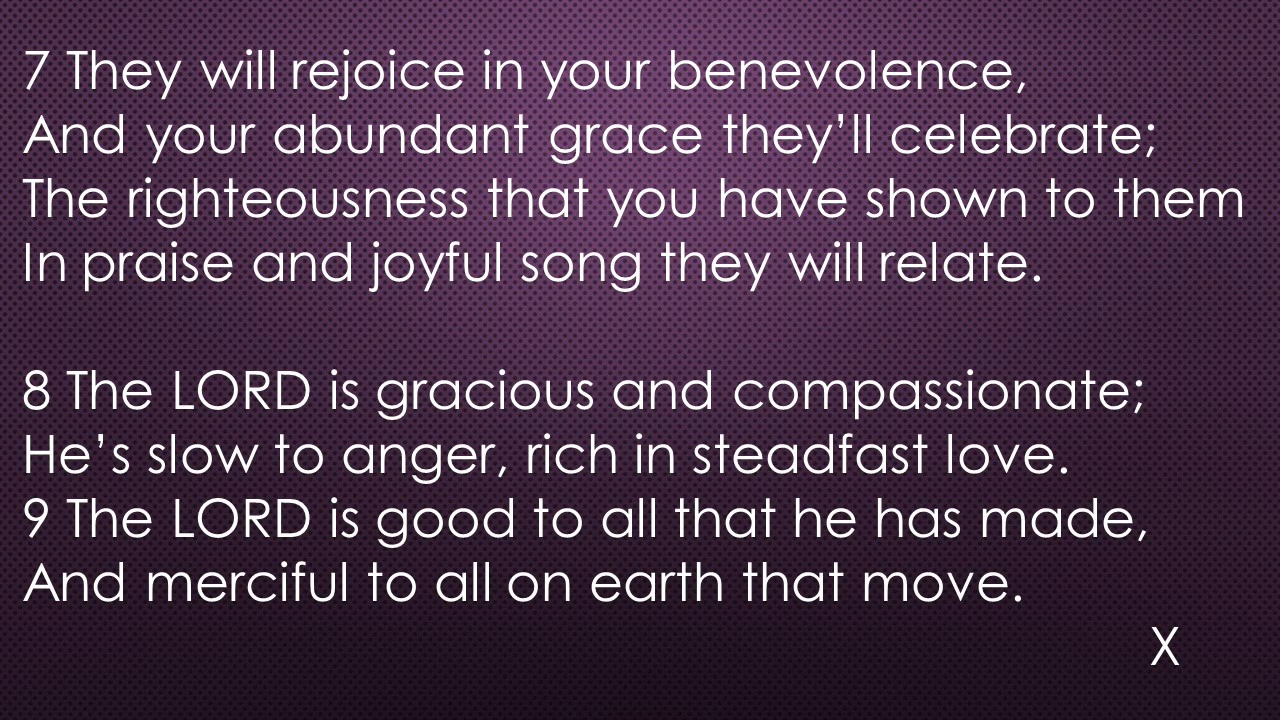 7 They will rejoice in your benevolence,
And your abundant grace they’ll celebrate;
The righteousness that you have shown to them
In praise and joyful song they will relate.
8 The LORD is gracious and compassionate;
He’s slow to anger, rich in steadfast love.
9 The LORD is good to all that he has made,
And merciful to all on earth that move.
X